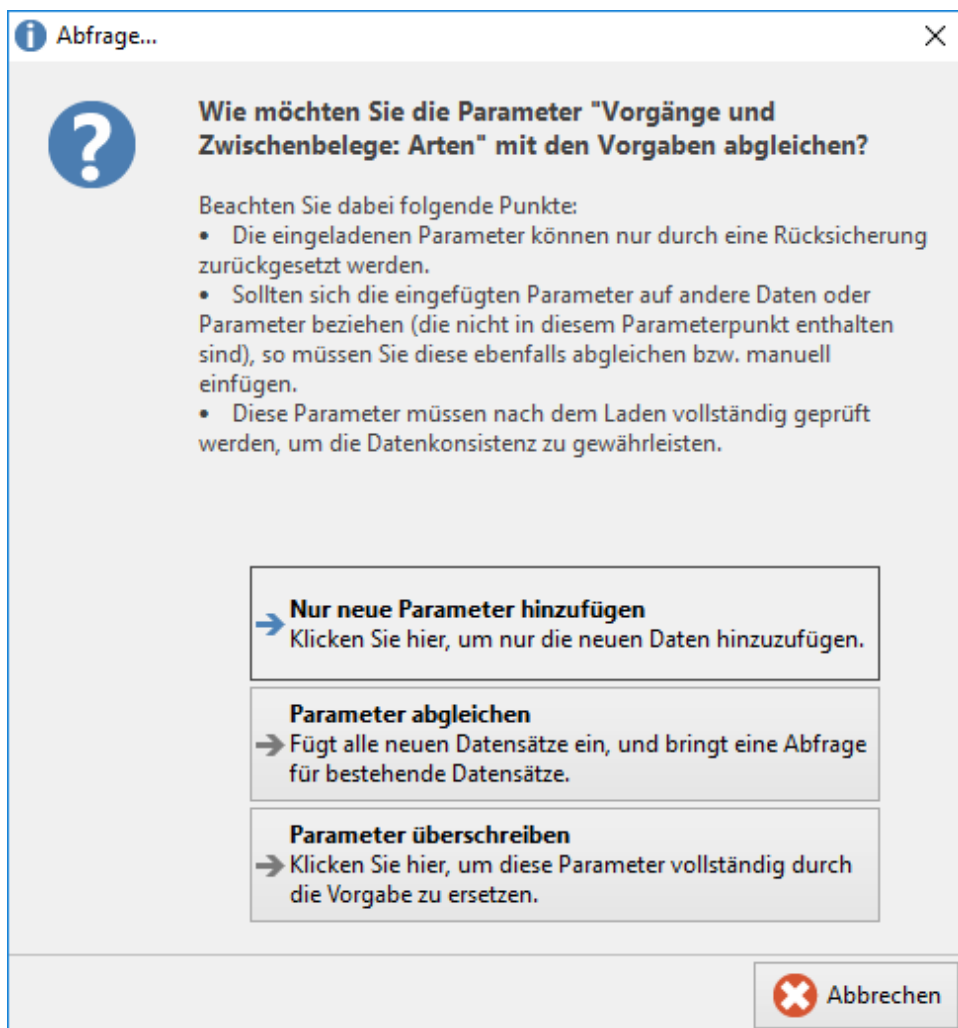 Abfrage...
Wie möchten Sie die Parameter "Vorgänge und
Zwischenbelege: Arten" mit den Vorgaben abgleichen?
Beachten Sie dabei folgende Punkte:
• Die eingeladenen Parameter können nur durch eine Rücksicherung
zurückgesetzt werden.
• Sollten sich die eingefügten Parameter auf andere Daten oder
Parameter beziehen (die nicht in diesem Parameterpunkt enthalten
sind), so müssen Sie diese ebenfalls abgleichen bzw. manuell
einfügen.
• Diese Parameter müssen nach dem Laden vollständig geprüft
werden, um die Datenkonsistenz zu gewährleisten.
Nur neue Parameter hinzufügen
Klicken Sie hier, um nur die neuen Daten hinzuzufügen.
Parameter abgleichen
Fügt alle neuen Datensätze ein, und bringt eine Abfrage
für bestehende Datensätze.
Parameter überschreiben
Klicken Sie hier, um diese Parameter vollständig durch
die Vorgabe zu ersetzen.
Abbrechen